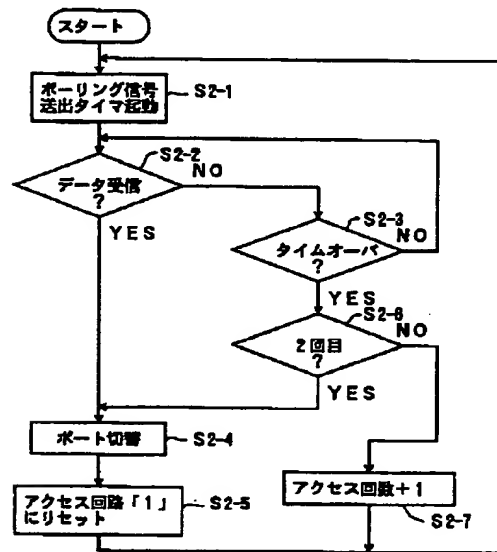 スタート
ポーリング信号
送出タイマ起動
S2-1
S2-2
データ受信
?
NO
YES
S2-3
タイムオーバ
?
NO
YES
S2-6
2回目
?
NO
YES
ポート切替
S2-4
アクセス回路「1」
にリセット
S2-5
アクセス回数+1
S2-7